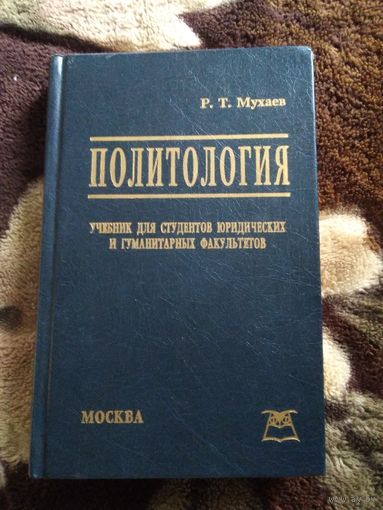 Р. Т. Мухаев
ПОЛИТОЛОГИЯ
УЧЕБНИК ДЛЯ СТУДЕНТОВ ЮРИДИЧЕСКИХ
И ГУМАНИТАРНЫХ ФАКУЛЬТЕТОВ
МОСКВА